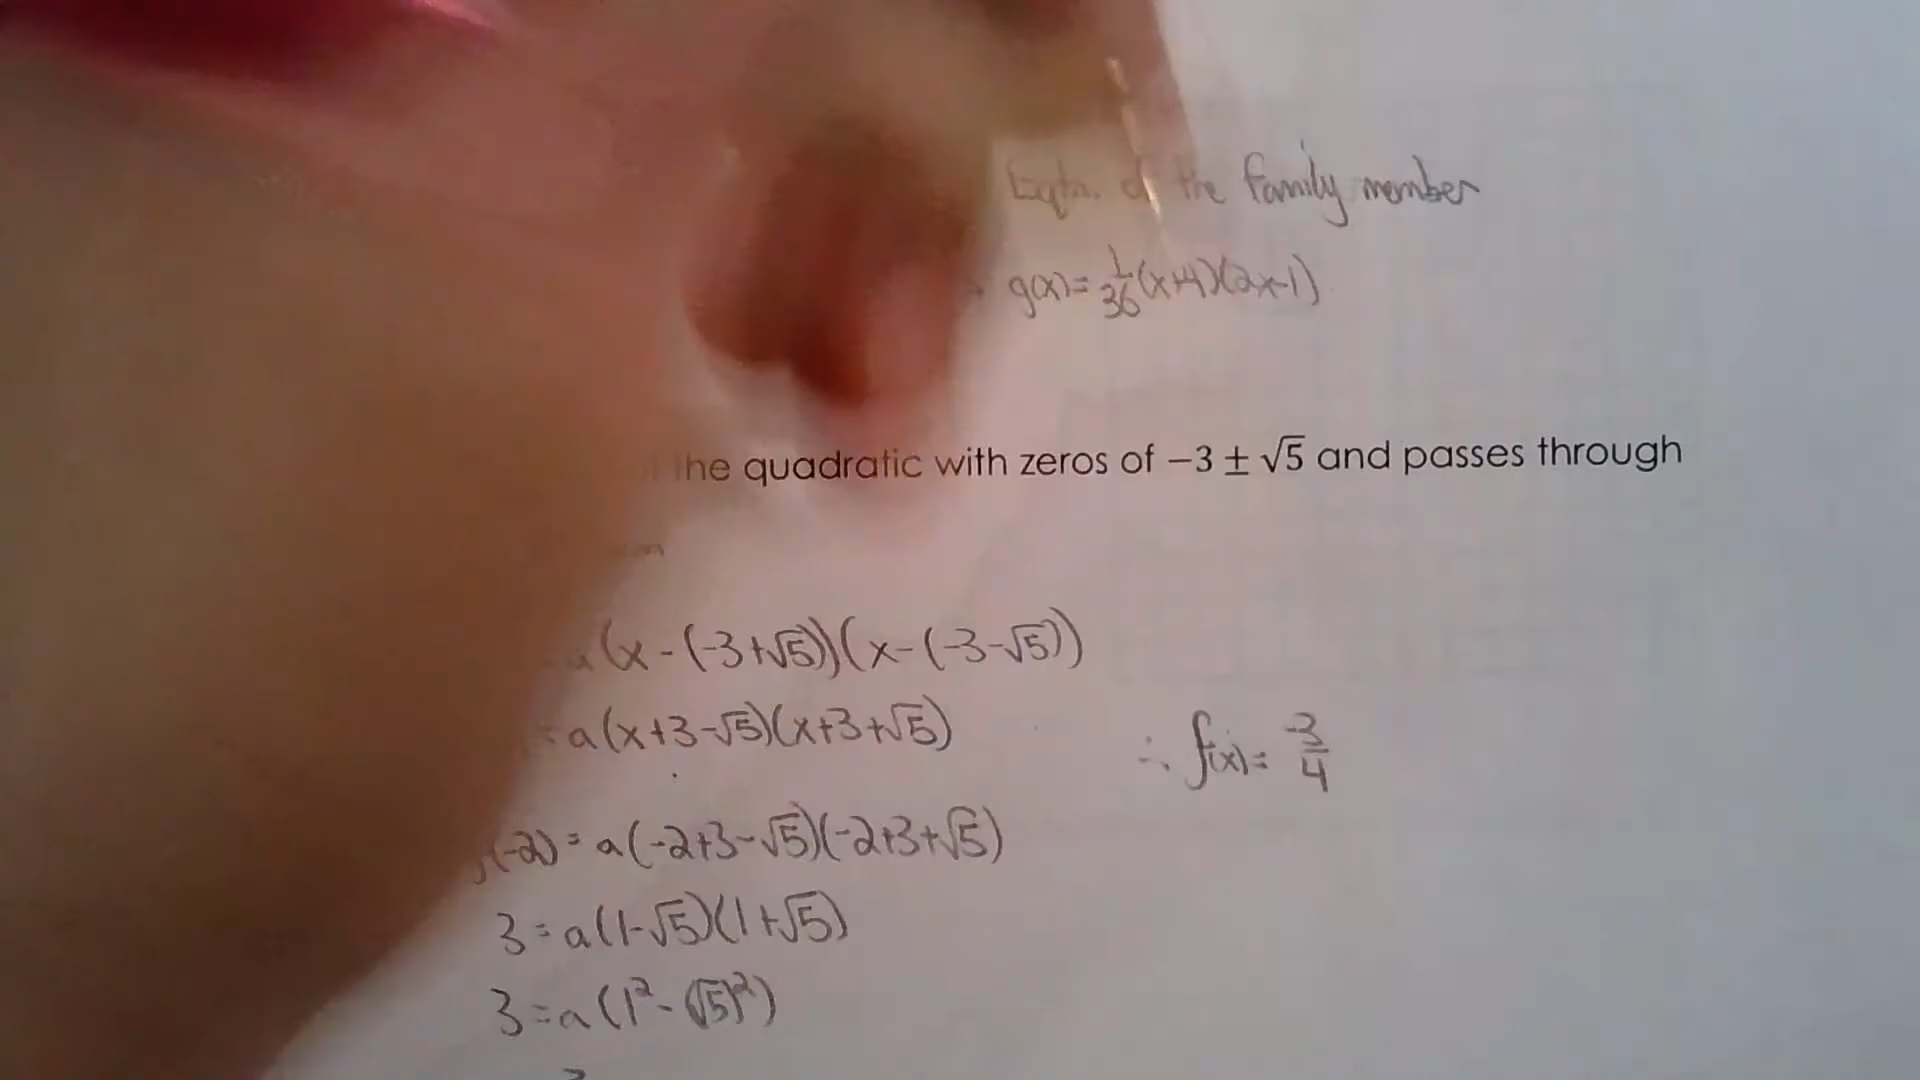 Eqtn. of the family member
g(x) = 1/36 (x+4)(2x-1)
the quadratic with zeros of −3 ± √5 and passes through
a(x-(-3+√5))(x-(-3-√5))
= a(x+3-√5)(x+3+√5)
∴ f(x) = -3/4
(-2) = a(-2+3-√5)(-2+3+√5)
3 = a(1-√5)(1+√5)
3 = a(1²-(√5)²)